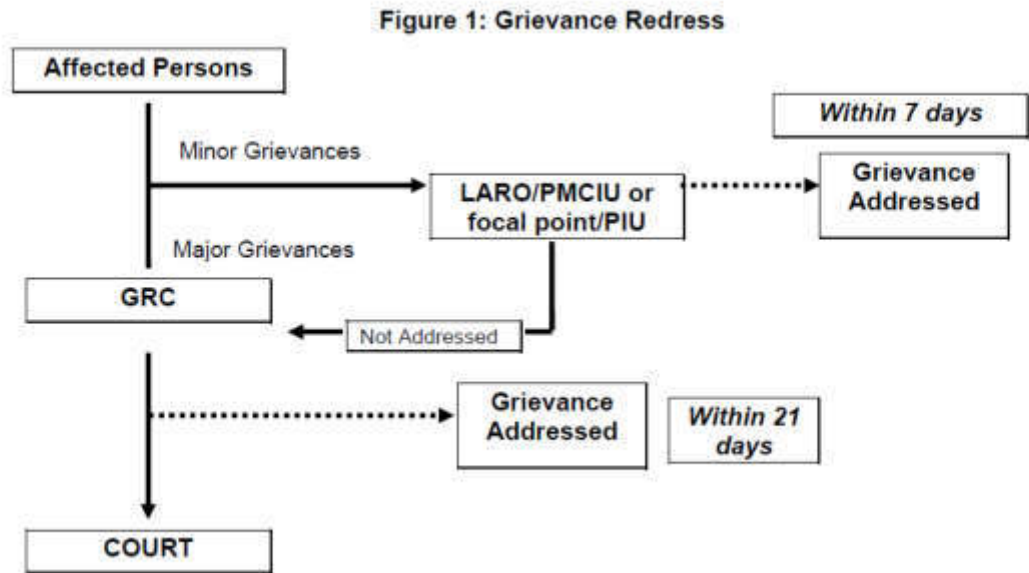 Figure 1: Grievance Redress
Affected Persons
Within 7 days
Minor Grievances
Grievance
Addressed
LARO/PMCIU or
focal point/PIU
Major Grievances
GRC
Not Addressed
Grievance
Addressed
Within 21
days
COURT